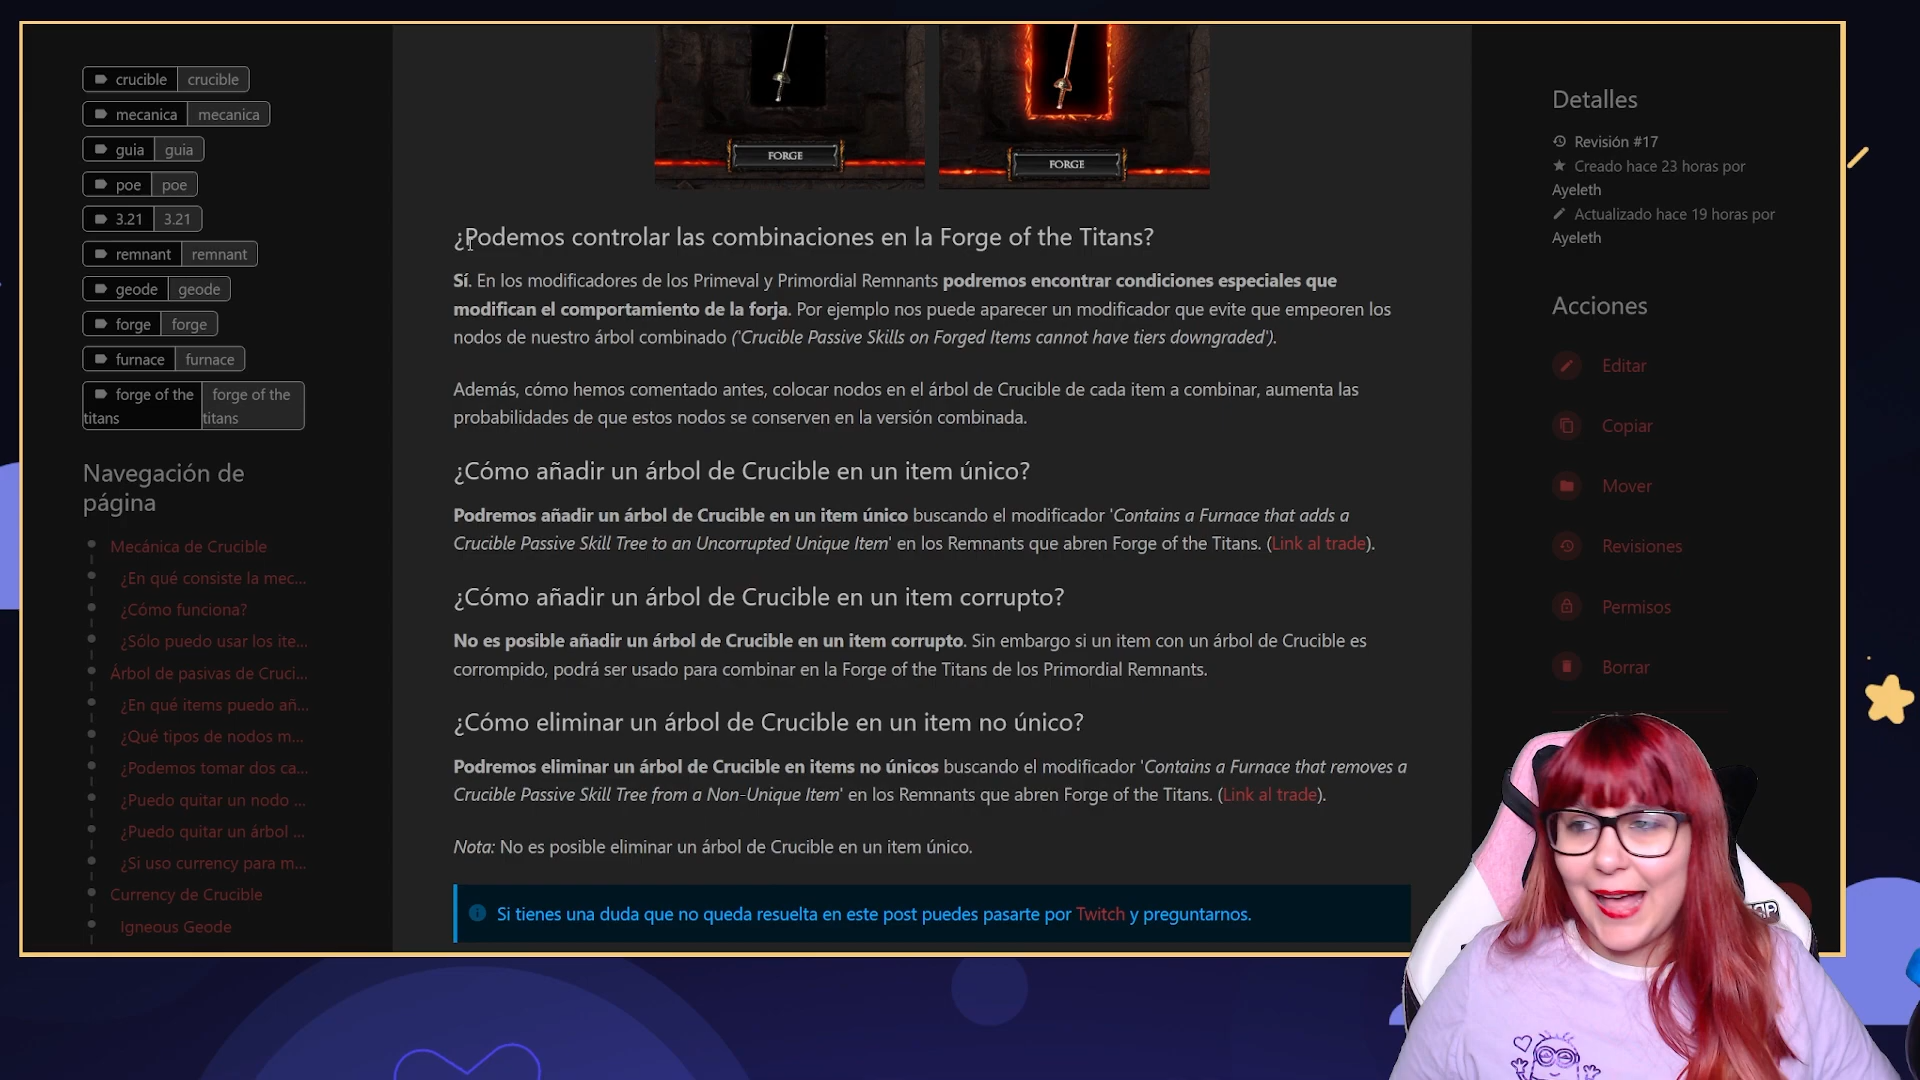 crucible crucible
mecanica mecanica
guia guia
poe poe
3.21 3.21
remnant remnant
geode geode
forge forge
furnace furnace
forge of the titans forge of the titans
Navegación de
página
Mecánica de Crucible
¿En qué consiste la mec...
¿Cómo funciona?
¿Sólo puedo usar los ite...
Árbol de pasivas de Cruci...
¿En qué items puedo añ...
¿Qué tipos de nodos m...
¿Podemos tomar dos ca...
¿Puedo quitar un nodo ...
¿Puedo quitar un árbol ...
¿Si uso currency para m...
Currency de Crucible
Igneous Geode
FORGE
FORGE
¿Podemos controlar las combinaciones en la Forge of the Titans?
Sí. En los modificadores de los Primeval y Primordial Remnants podremos encontrar condiciones especiales que
modifican el comportamiento de la forja. Por ejemplo nos puede aparecer un modificador que evite que empeoren los
nodos de nuestro árbol combinado ('Crucible Passive Skills on Forged Items cannot have tiers downgraded').
Además, cómo hemos comentado antes, colocar nodos en el árbol de Crucible de cada item a combinar, aumenta las
probabilidades de que estos nodos se conserven en la versión combinada.
¿Cómo añadir un árbol de Crucible en un item único?
Podremos añadir un árbol de Crucible en un item único buscando el modificador 'Contains a Furnace that adds a
Crucible Passive Skill Tree to an Uncorrupted Unique Item' en los Remnants que abren Forge of the Titans. (Link al trade).
¿Cómo añadir un árbol de Crucible en un item corrupto?
No es posible añadir un árbol de Crucible en un item corrupto. Sin embargo si un item con un árbol de Crucible es
corrompido, podrá ser usado para combinar en la Forge of the Titans de los Primordial Remnants.
¿Cómo eliminar un árbol de Crucible en un item no único?
Podremos eliminar un árbol de Crucible en items no únicos buscando el modificador 'Contains a Furnace that removes a
Crucible Passive Skill Tree from a Non-Unique Item' en los Remnants que abren Forge of the Titans. (Link al trade).
Nota: No es posible eliminar un árbol de Crucible en un item único.
Si tienes una duda que no queda resuelta en este post puedes pasarte por Twitch y preguntarnos.
Detalles
Revisión #17
Creado hace 23 horas por
Ayeleth
Actualizado hace 19 horas por
Ayeleth
Acciones
Editar
Copiar
Mover
Revisiones
Permisos
Borrar